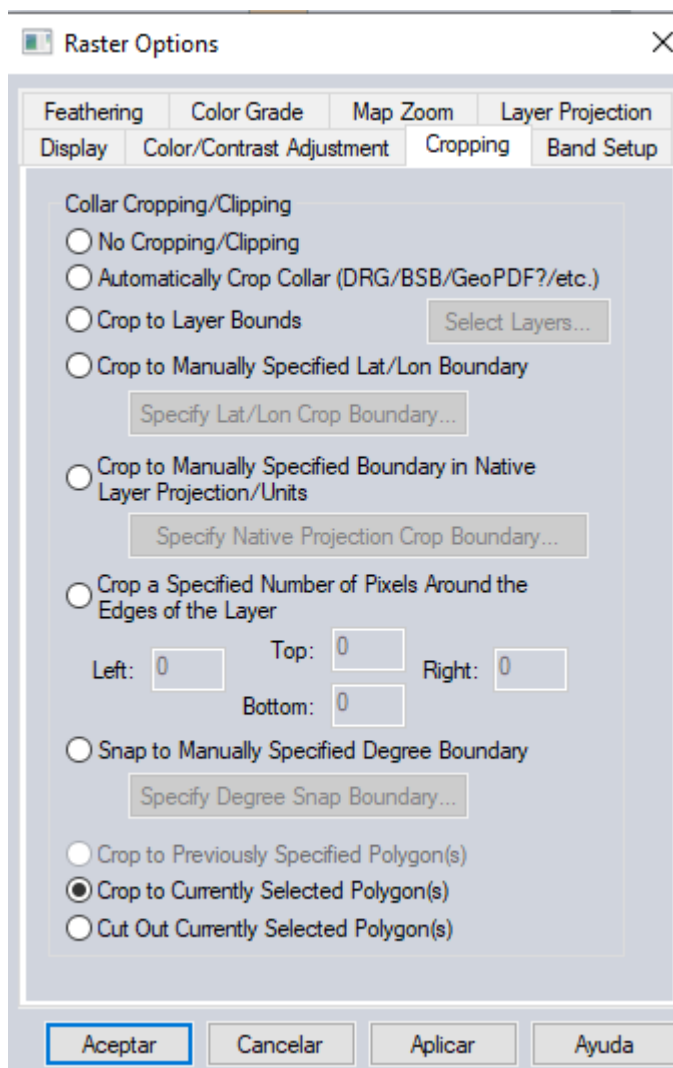 Raster Options
Feathering Color Grade Map Zoom Layer Projection
Display Color/Contrast Adjustment Cropping Band Setup
Collar Cropping/Clipping
No Cropping/Clipping
Automatically Crop Collar (DRG/BSB/GeoPDF?/etc.)
Crop to Layer Bounds Select Layers...
Crop to Manually Specified Lat/Lon Boundary
Specify Lat/Lon Crop Boundary...
Crop to Manually Specified Boundary in Native
Layer Projection/Units
Specify Native Projection Crop Boundary...
Crop a Specified Number of Pixels Around the
Edges of the Layer
Left: 0 Top: 0 Right: 0
Bottom: 0
Snap to Manually Specified Degree Boundary
Specify Degree Snap Boundary...
Crop to Previously Specified Polygon(s)
Crop to Currently Selected Polygon(s)
Cut Out Currently Selected Polygon(s)
Aceptar Cancelar Aplicar Ayuda